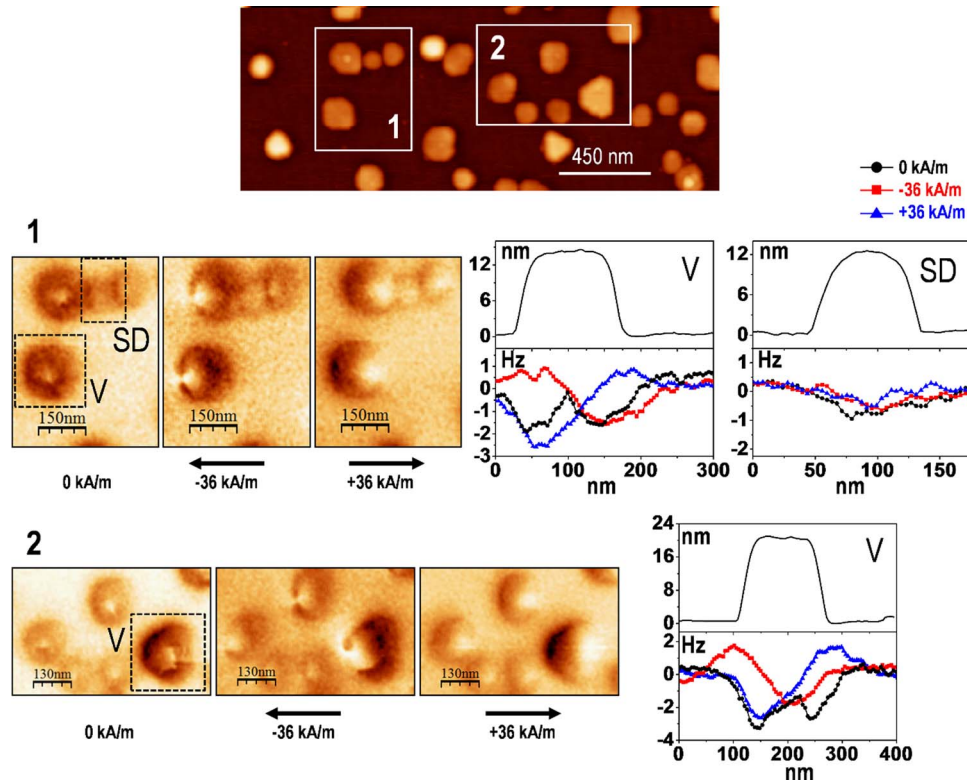 2
1
450 nm
0 kA/m
-36 kA/m
+36 kA/m
1
SD
V
150nm
150nm
150nm
0 kA/m
-36 kA/m
+36 kA/m
nm
V
12
6
0
Hz
1
0
-1
-2
-3
0 100 200 300
nm
nm
SD
12
6
0
Hz
1
0
-1
-2
0 50 100 150
nm
2
V
130nm
130nm
130nm
0 kA/m
-36 kA/m
+36 kA/m
24
nm
V
16
8
0
Hz
2
0
-2
-4
0 100 200 300 400
nm